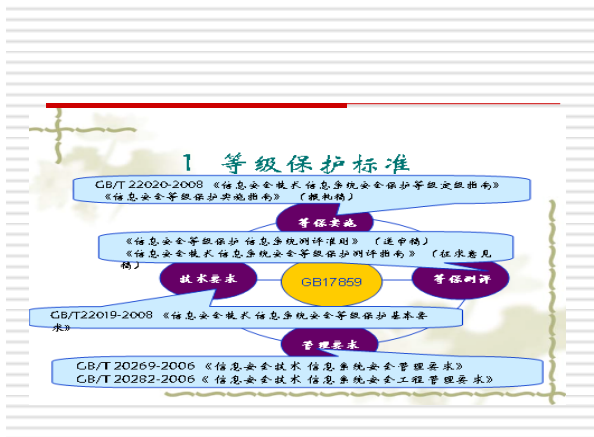 1 等级保护标准
GB/T 22020-2008 《信息安全技术 信息系统安全保护等级定级指南》
《信息安全等级保护实施指南》 （报批稿）
等保实施
《信息安全等级保护 信息系统测评准则》 （送审稿）
《信息安全技术 信息系统安全等级保护测评指南》 （征求意见
稿）
技术要求
GB17859
等保测评
GB/T22019-2008 《信息安全技术 信息系统安全等级保护基本要
求》
管理要求
GB/T 20269-2006 《信息安全技术 信息系统安全管理要求》
GB/T 20282-2006《 信息安全技术 信息系统安全工程管理要求》